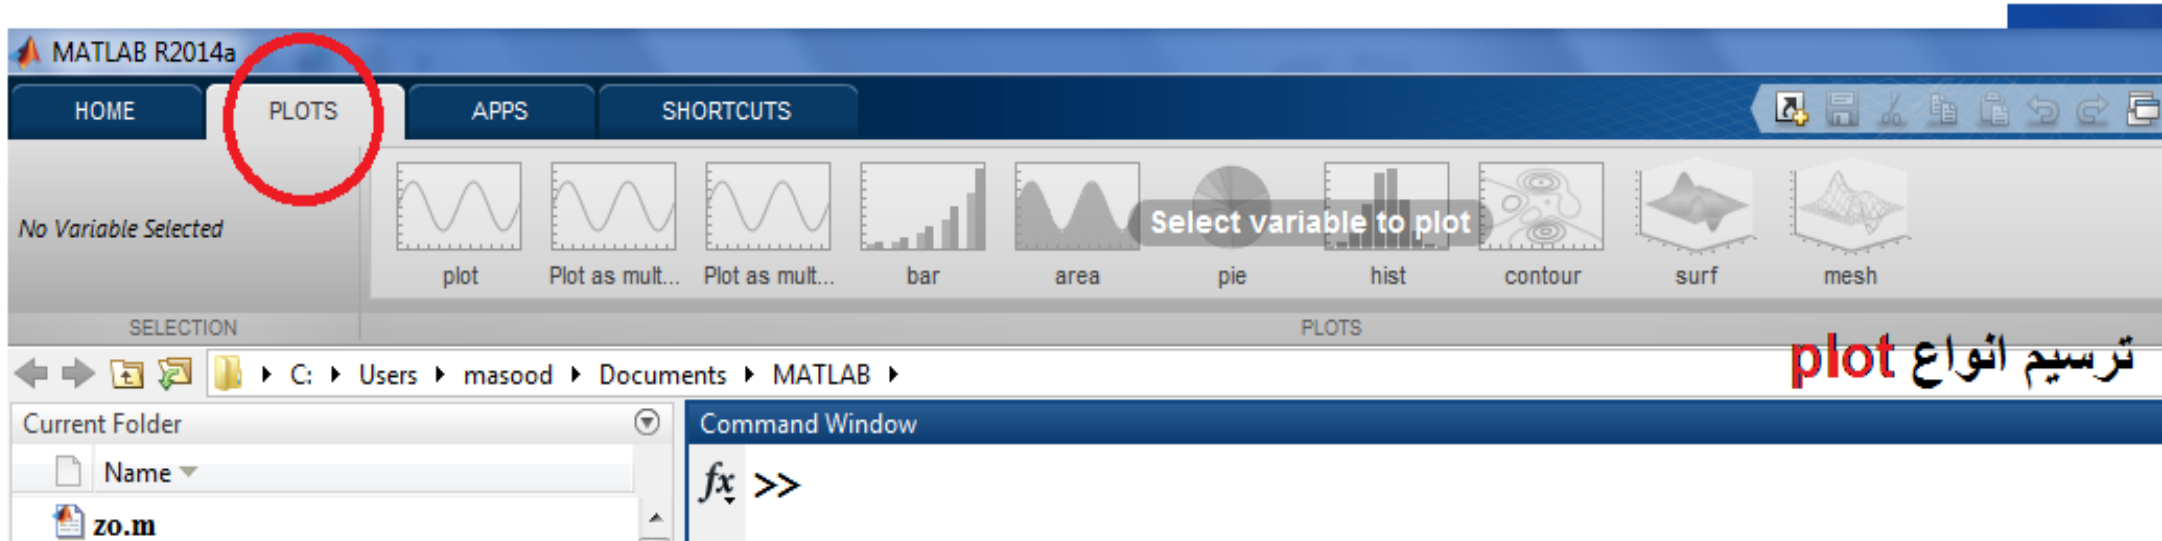 MATLAB R2014a
HOME PLOTS APPS SHORTCUTS
No Variable Selected
Select variable to plot
plot Plot as mult... Plot as mult... bar area pie hist contour surf mesh
SELECTION PLOTS
ترسیم انواع plot
C: Users masood Documents MATLAB
Current Folder
Command Window
Name
fx >>
zo.m